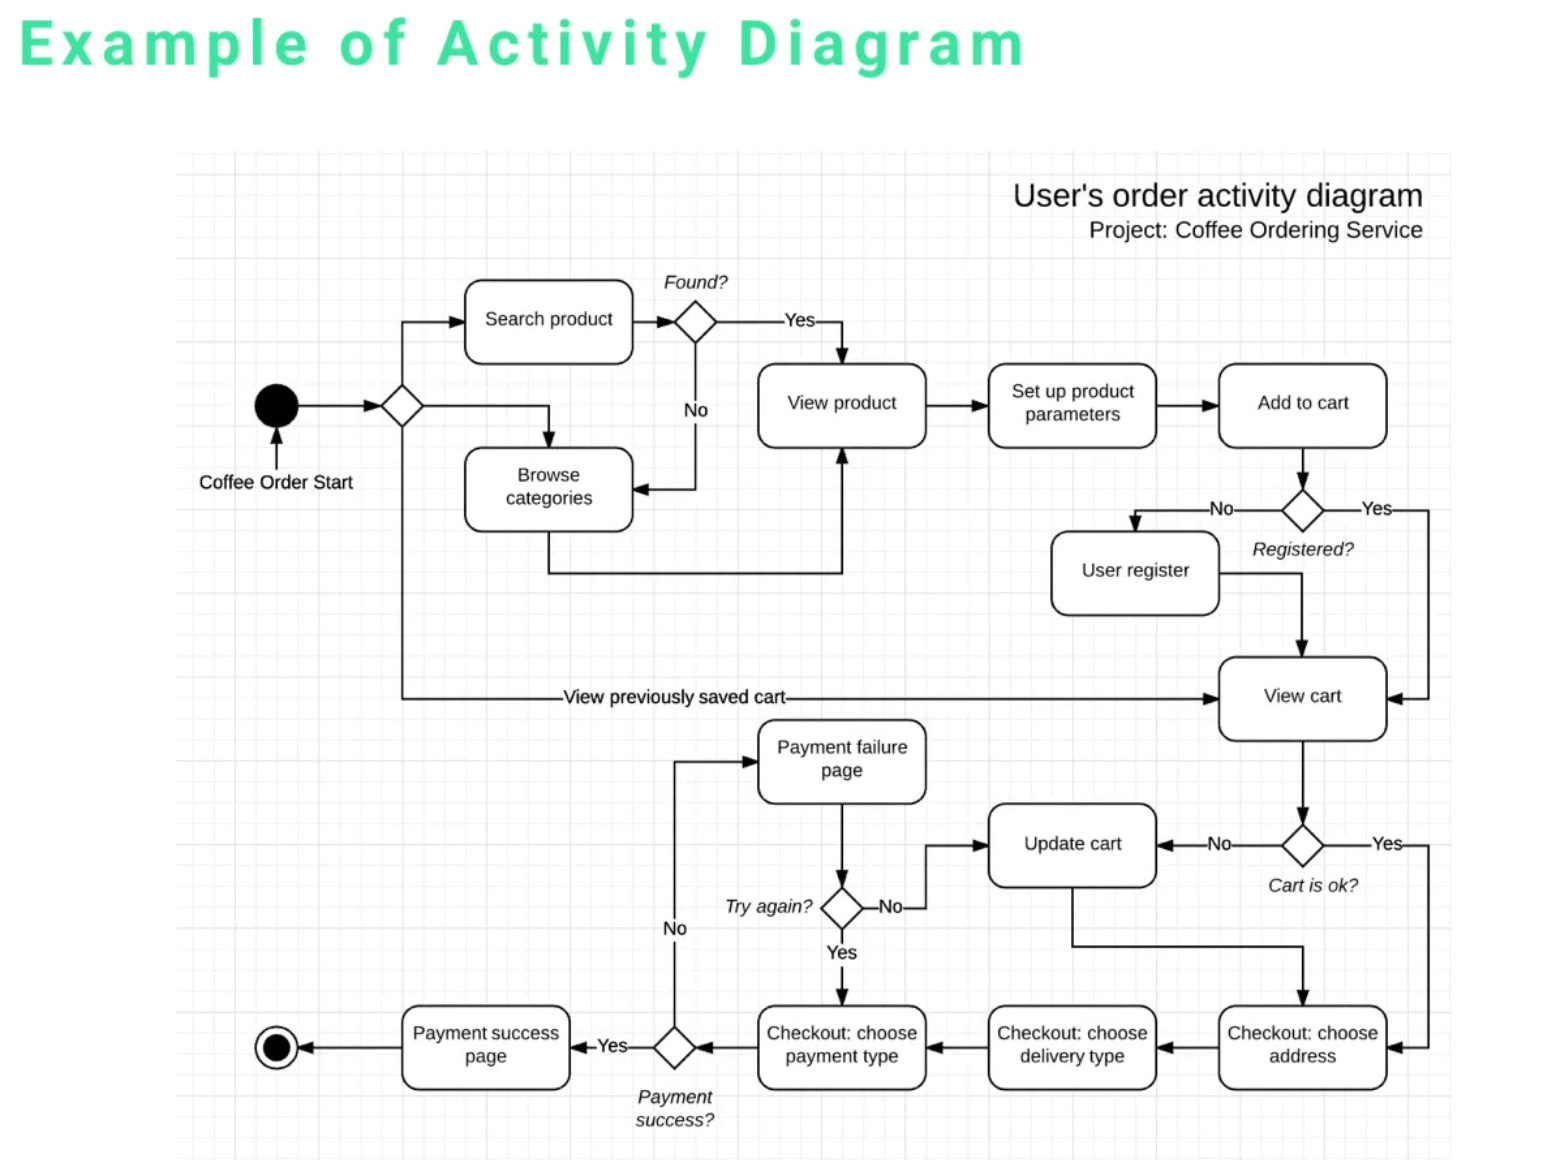 Example of Activity Diagram
User's order activity diagram
Project: Coffee Ordering Service
Found?
Search product
Yes
No
View product
Set up product
parameters
Add to cart
Coffee Order Start
Browse
categories
No
Yes
Registered?
User register
View previously saved cart
View cart
Payment failure
page
Update cart
No
Yes
Cart is ok?
Try again?
No
No
Yes
Payment success
page
Yes
Payment
success?
Checkout: choose
payment type
Checkout: choose
delivery type
Checkout: choose
address